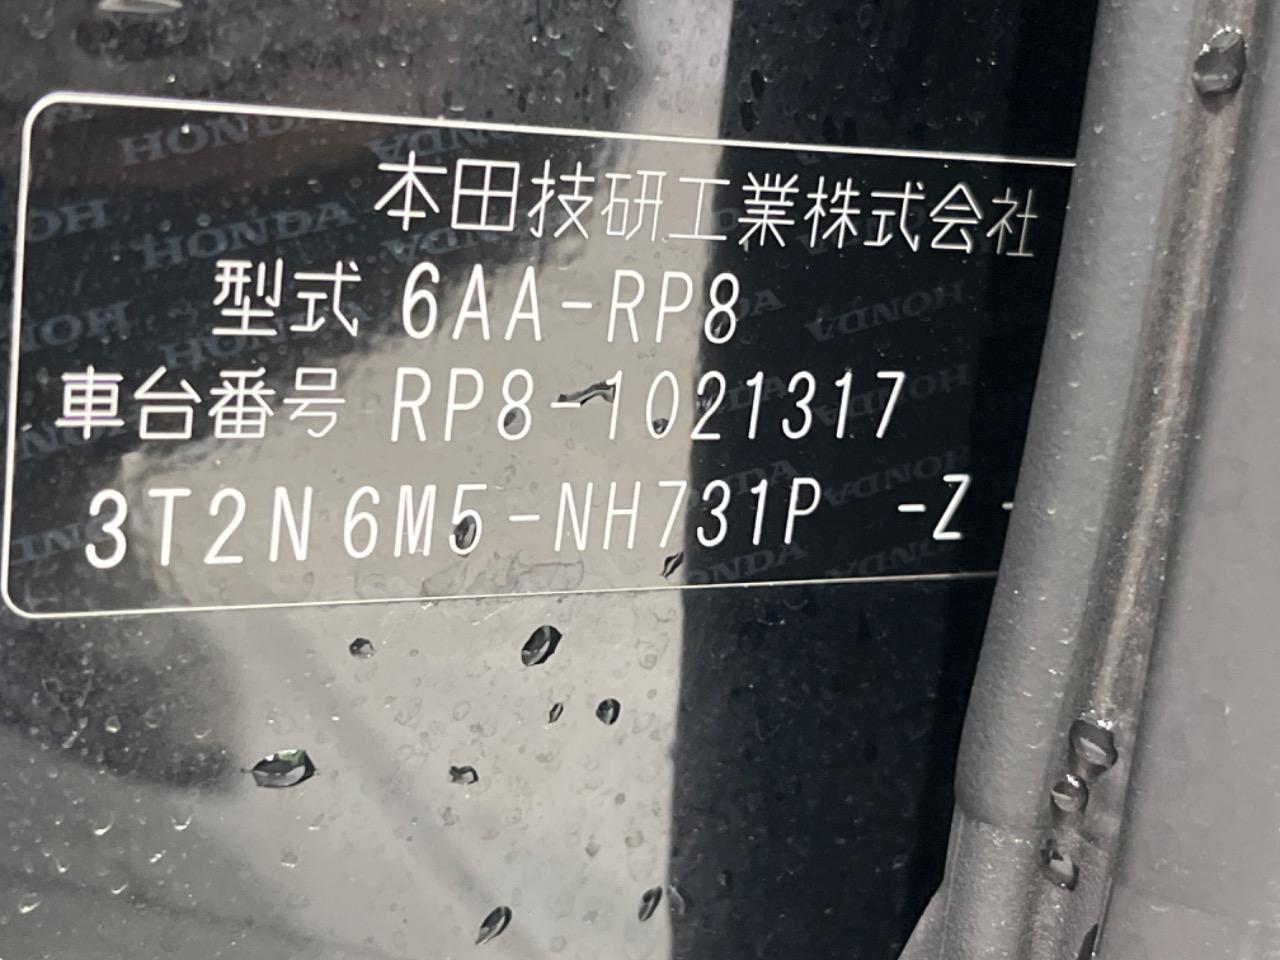 本田技研工業株式会社
型式 6AA-RP8
車台番号 RP8-1021317
3T2N6M5-NH731P -Z -